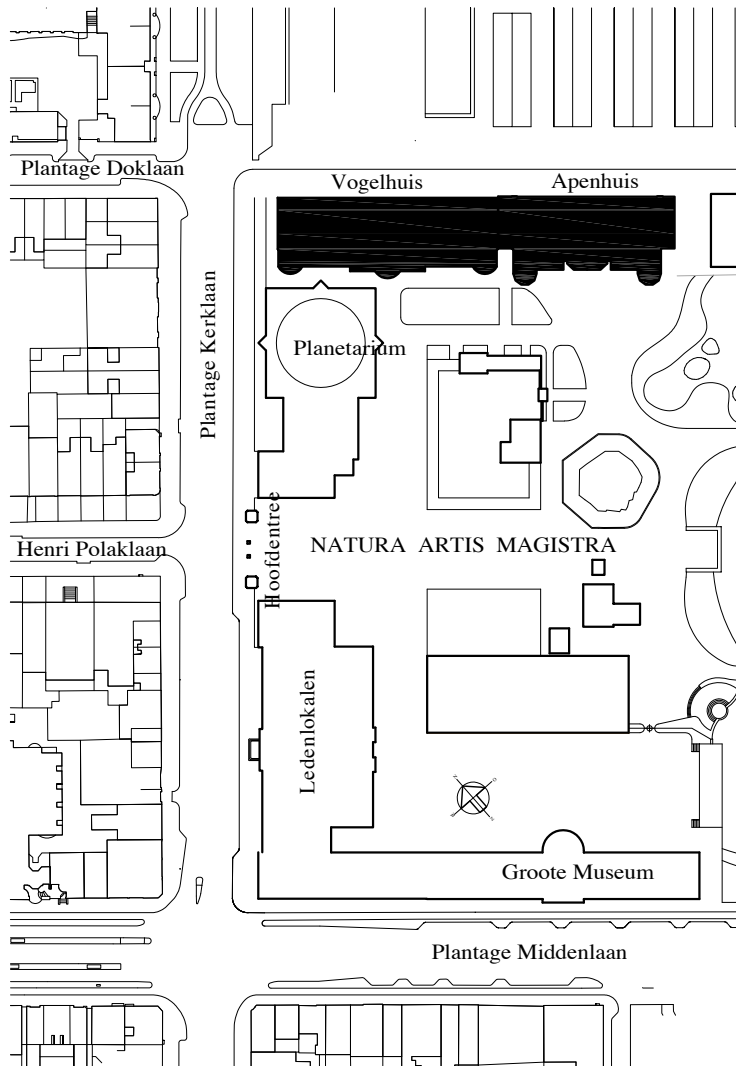 Plantage Doklaan
Vogelhuis
Apenhuis
Planetarium
Plantage Kerklaan
Hoofdentree
Henri Polaklaan
NATURA ARTIS MAGISTRA
Ledenlokalen
Groote Museum
Plantage Middenlaan